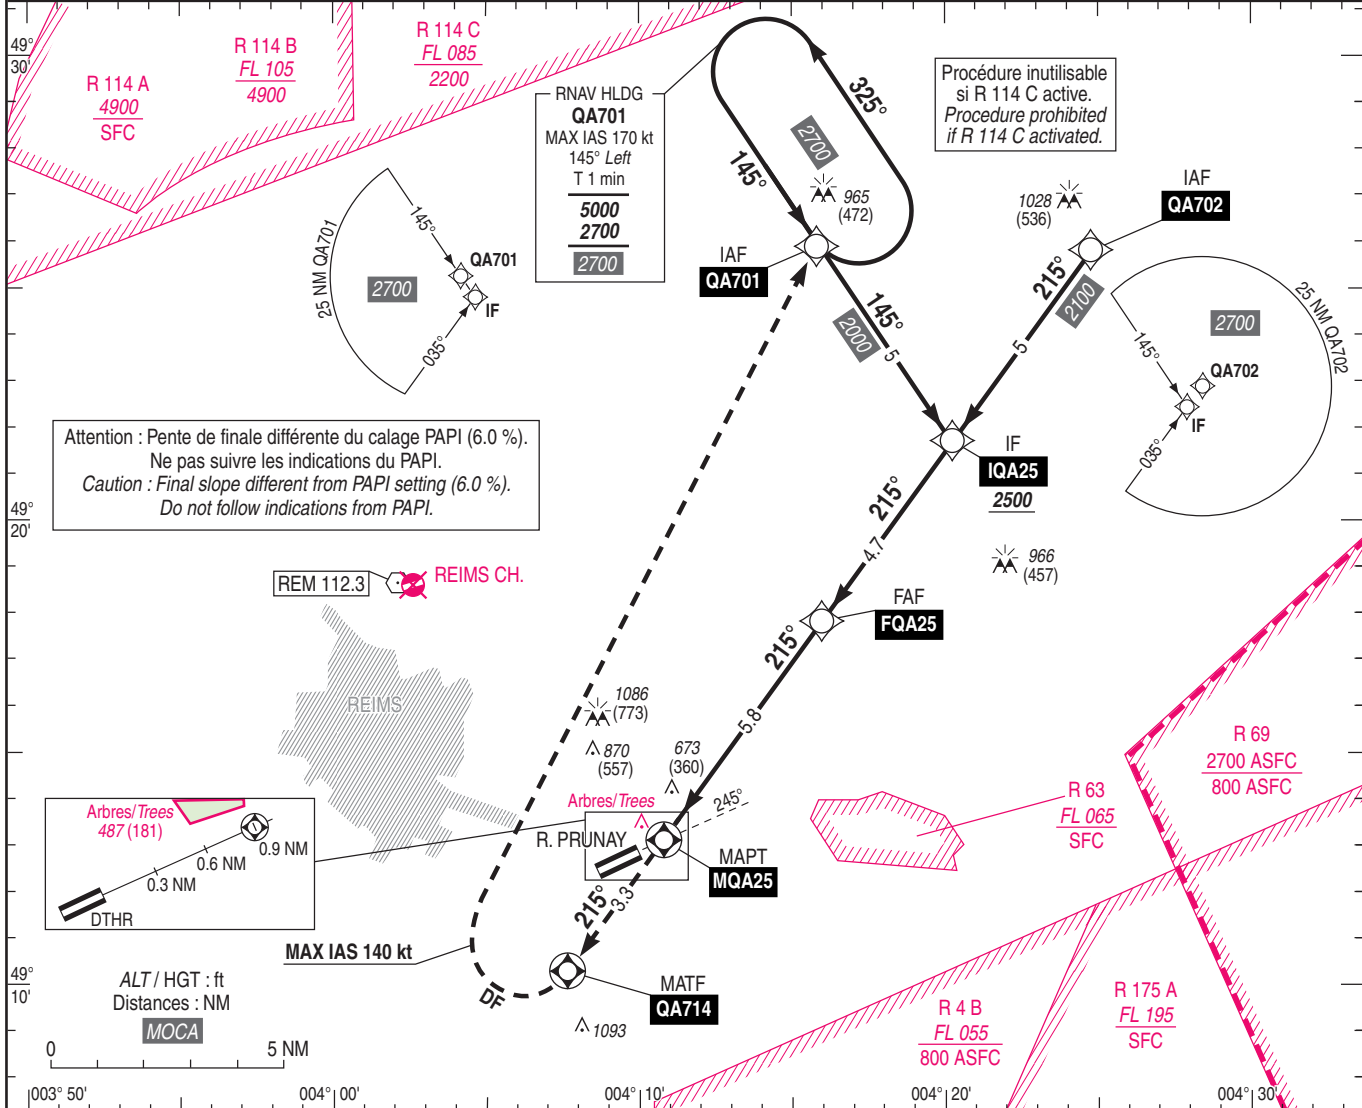 49°
30'
R 114 A
4900
SFC
R 114 B
FL 105
4900
R 114 C
FL 085
2200
RNAV HLDG
QA701
MAX IAS 170 kt
145° Left
T 1 min
5000
2700
2700
325°
2700
145°
965
(472)
Procédure inutilisable
si R 114 C active.
Procedure prohibited
if R 114 C activated.
1028
(536)
IAF
QA702
IAF
QA701
25 NM QA701
145°
2700
QA701
IF
035°
145°
2000
5
215°
2100
5
25 NM QA702
2700
145°
QA702
IF
035°
Attention : Pente de finale différente du calage PAPI (6.0 %).
Ne pas suivre les indications du PAPI.
Caution : Final slope different from PAPI setting (6.0 %).
Do not follow indications from PAPI.
IF
IQA25
2500
215°
4.7
49°
20'
966
(457)
REM 112.3
REIMS CH.
FAF
FQA25
215°
5.8
REIMS
1086
(773)
870
(557)
673
(360)
R 69
2700 ASFC
800 ASFC
R 63
FL 065
SFC
Arbres/Trees
487 (181)
0.9 NM
0.6 NM
0.3 NM
DTHR
Arbres/Trees
245°
R. PRUNAY
MAPT
MQA25
215°
3.3
MAX IAS 140 kt
DF
MATF
QA714
1093
49°
10'
ALT / HGT : ft
Distances : NM
MOCA
0
5 NM
R 4 B
FL 055
800 ASFC
R 175 A
FL 195
SFC
003° 50'
004° 00'
004° 10'
004° 20'
004° 30'